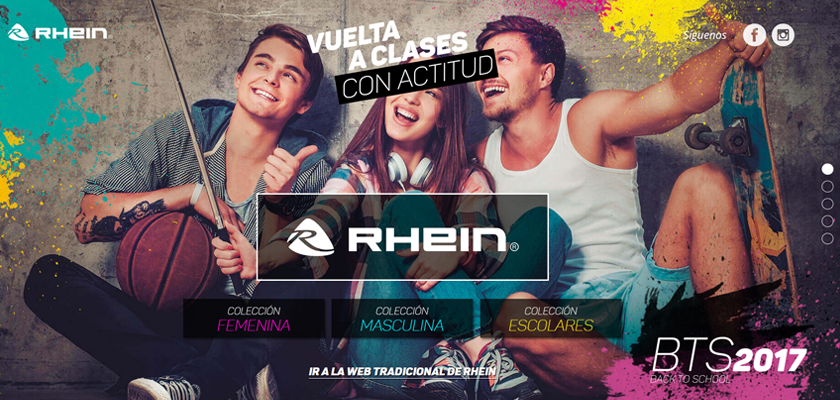 RHEIN
VUELTA
A CLASES
CON ACTITUD
Síguenos
RHEIN®
COLECCIÓN
FEMENINA
COLECCIÓN
MASCULINA
COLECCIÓN
ESCOLARES
IR A LA WEB TRADICIONAL DE RHEIN
BTS2017
BACK TO SCHOOL